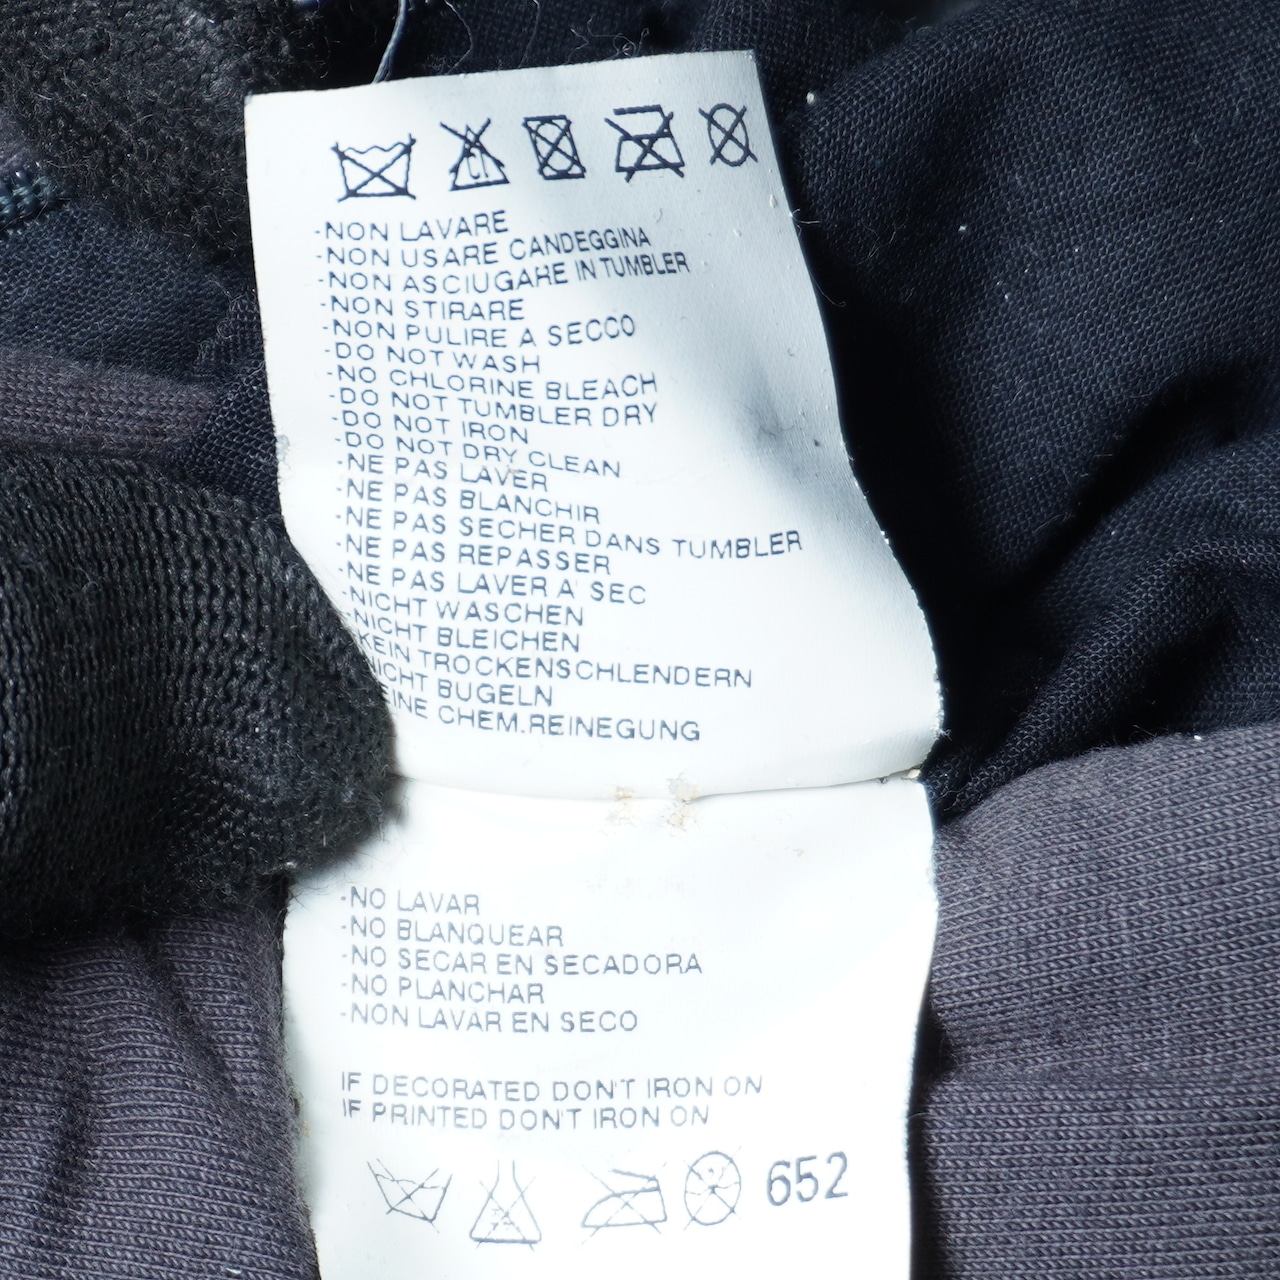 -NON LAVARE
-NON USARE CANDEGGINA
-NON ASCIUGARE IN TUMBLER
-NON STIRARE
-NON PULIRE A SECCO
-DO NOT WASH
-NO CHLORINE BLEACH
-DO NOT TUMBLER DRY
-DO NOT IRON
-DO NOT DRY CLEAN
-NE PAS LAVER
-NE PAS BLANCHIR
-NE PAS SECHER DANS TUMBLER
-NE PAS REPASSER
-NE PAS LAVER A' SEC
-NICHT WASCHEN
-NICHT BLEICHEN
KEIN TROCKENSCHLENDERN
NICHT BUGELN
EINE CHEM.REINEGUNG
-NO LAVAR
-NO BLANQUEAR
-NO SECAR EN SECADORA
-NO PLANCHAR
-NON LAVAR EN SECO
IF DECORATED DON'T IRON ON
IF PRINTED DON'T IRON ON
652